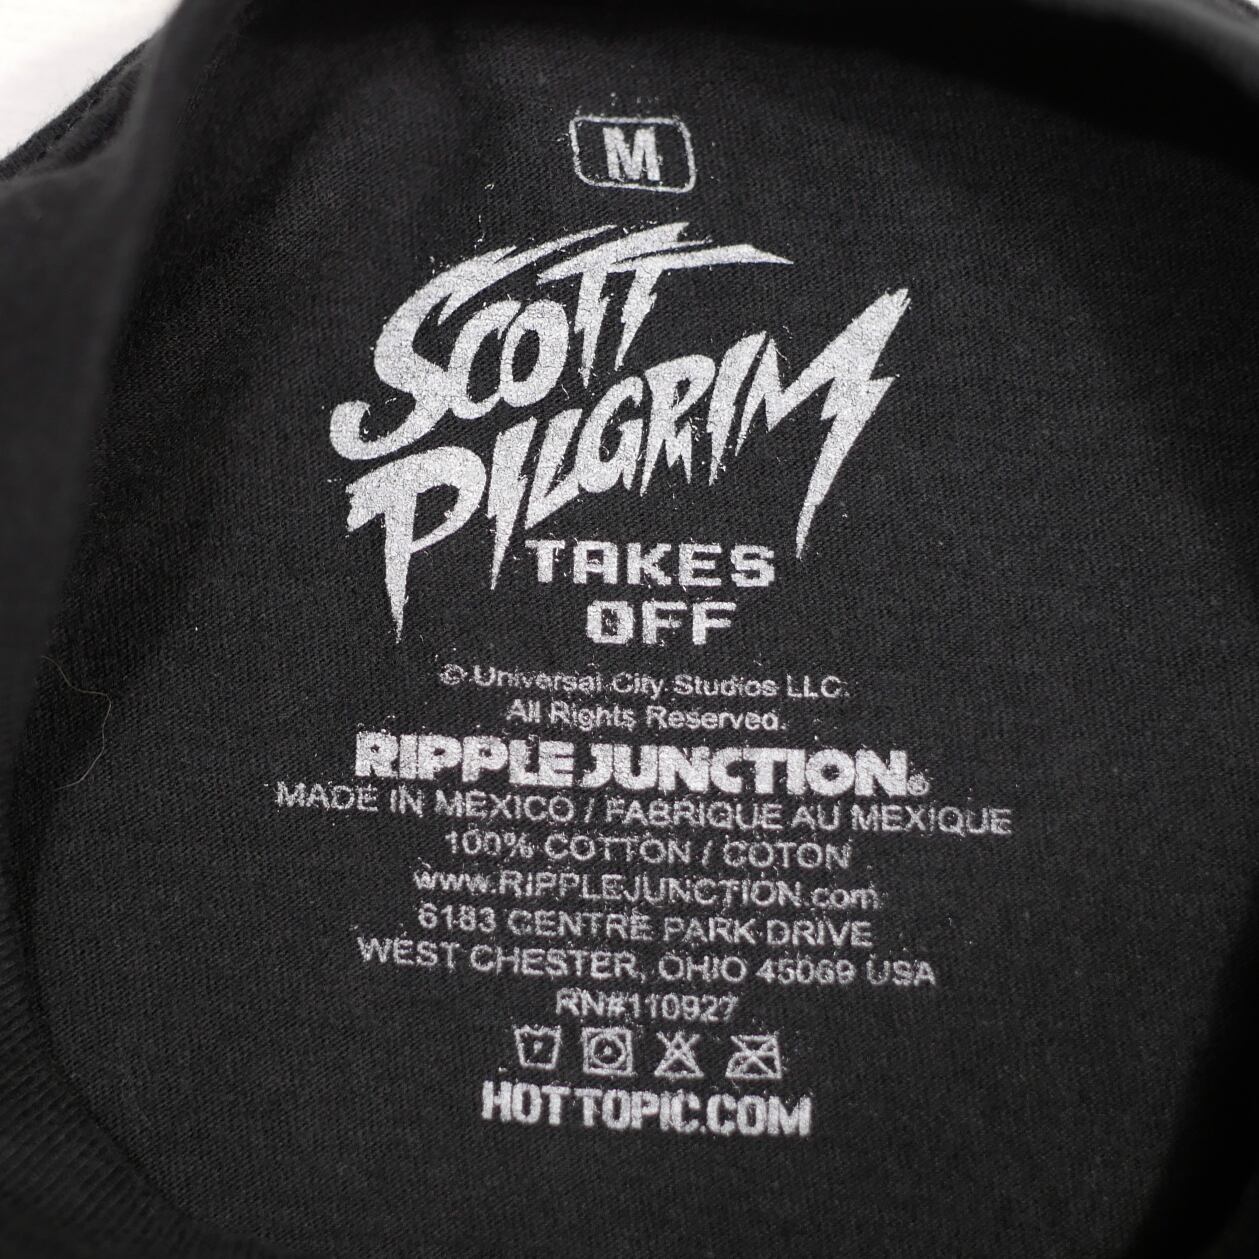 M
SCOTT
PILGRIM
TAKES
OFF
© Universal City Studios LLC.
All Rights Reserved.
RIPPLE JUNCTION®
MADE IN MEXICO / FABRIQUE AU MEXIQUE
100% COTTON / COTON
www.RIPPLEJUNCTION.com
6183 CENTRE PARK DRIVE
WEST CHESTER, OHIO 45069 USA
RN#110927
HOTTOPIC.COM